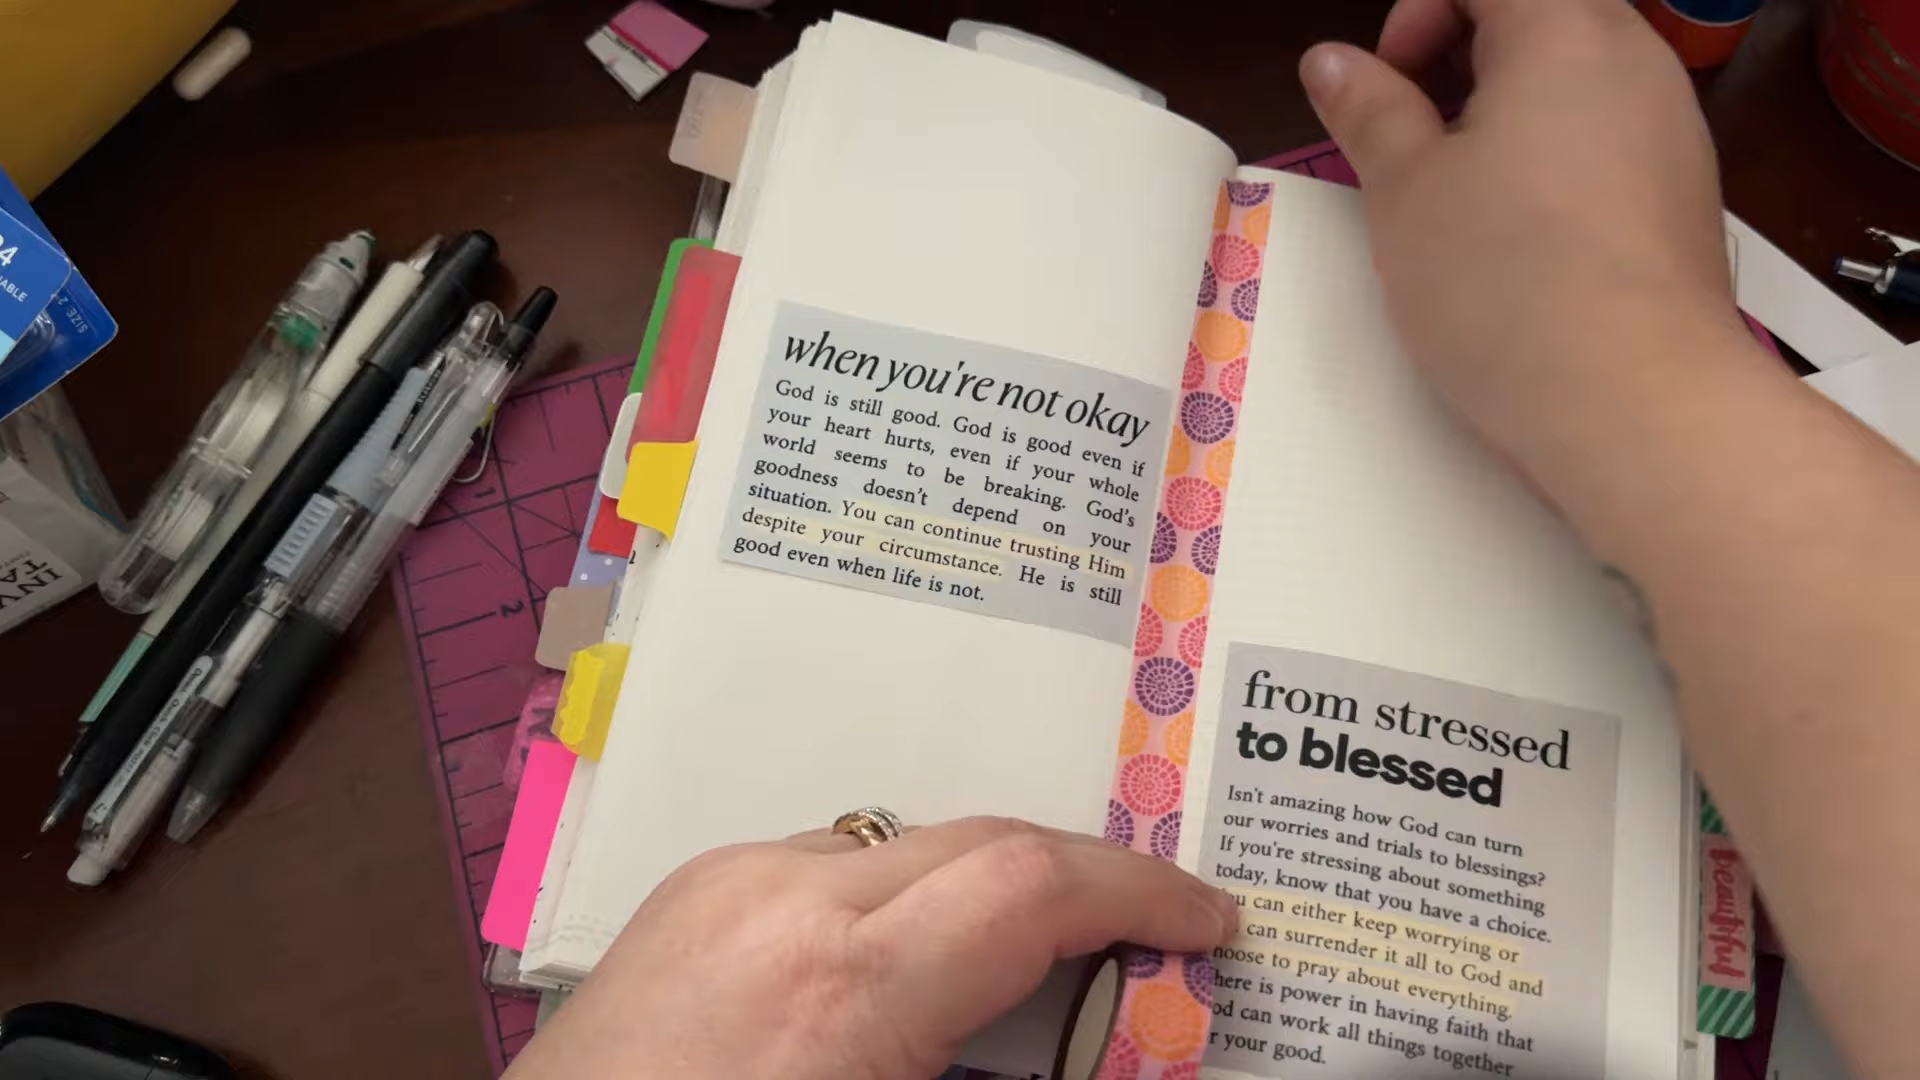 when you're not okay
God is still good. God is good even if
your heart hurts, even if your whole
world seems to be breaking. God's
goodness doesn't depend on your
situation. You can continue trusting Him
despite your circumstance. He is still
good even when life is not.
from stressed
to blessed
Isn't amazing how God can turn
our worries and trials to blessings?
If you're stressing about something
today, know that you have a choice.
can either keep worrying or
can surrender it all to God and
to pray about everything.
is power in having faith that
can work all things together
your good.
beautiful
1
2
SIZE